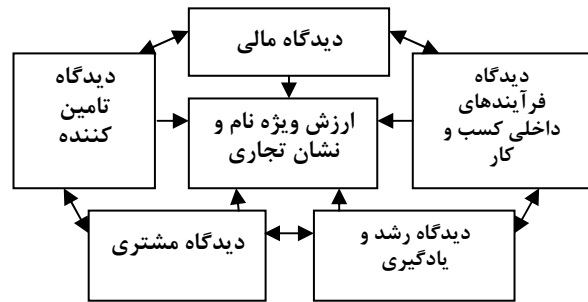 دیدگاه مالی
دیدگاه
فرآیندهای
داخلی کسب و
کار
ارزش ویژه نام و
نشان تجاری
دیدگاه
تامین
کننده
دیدگاه رشد و
یادگیری
دیدگاه مشتری